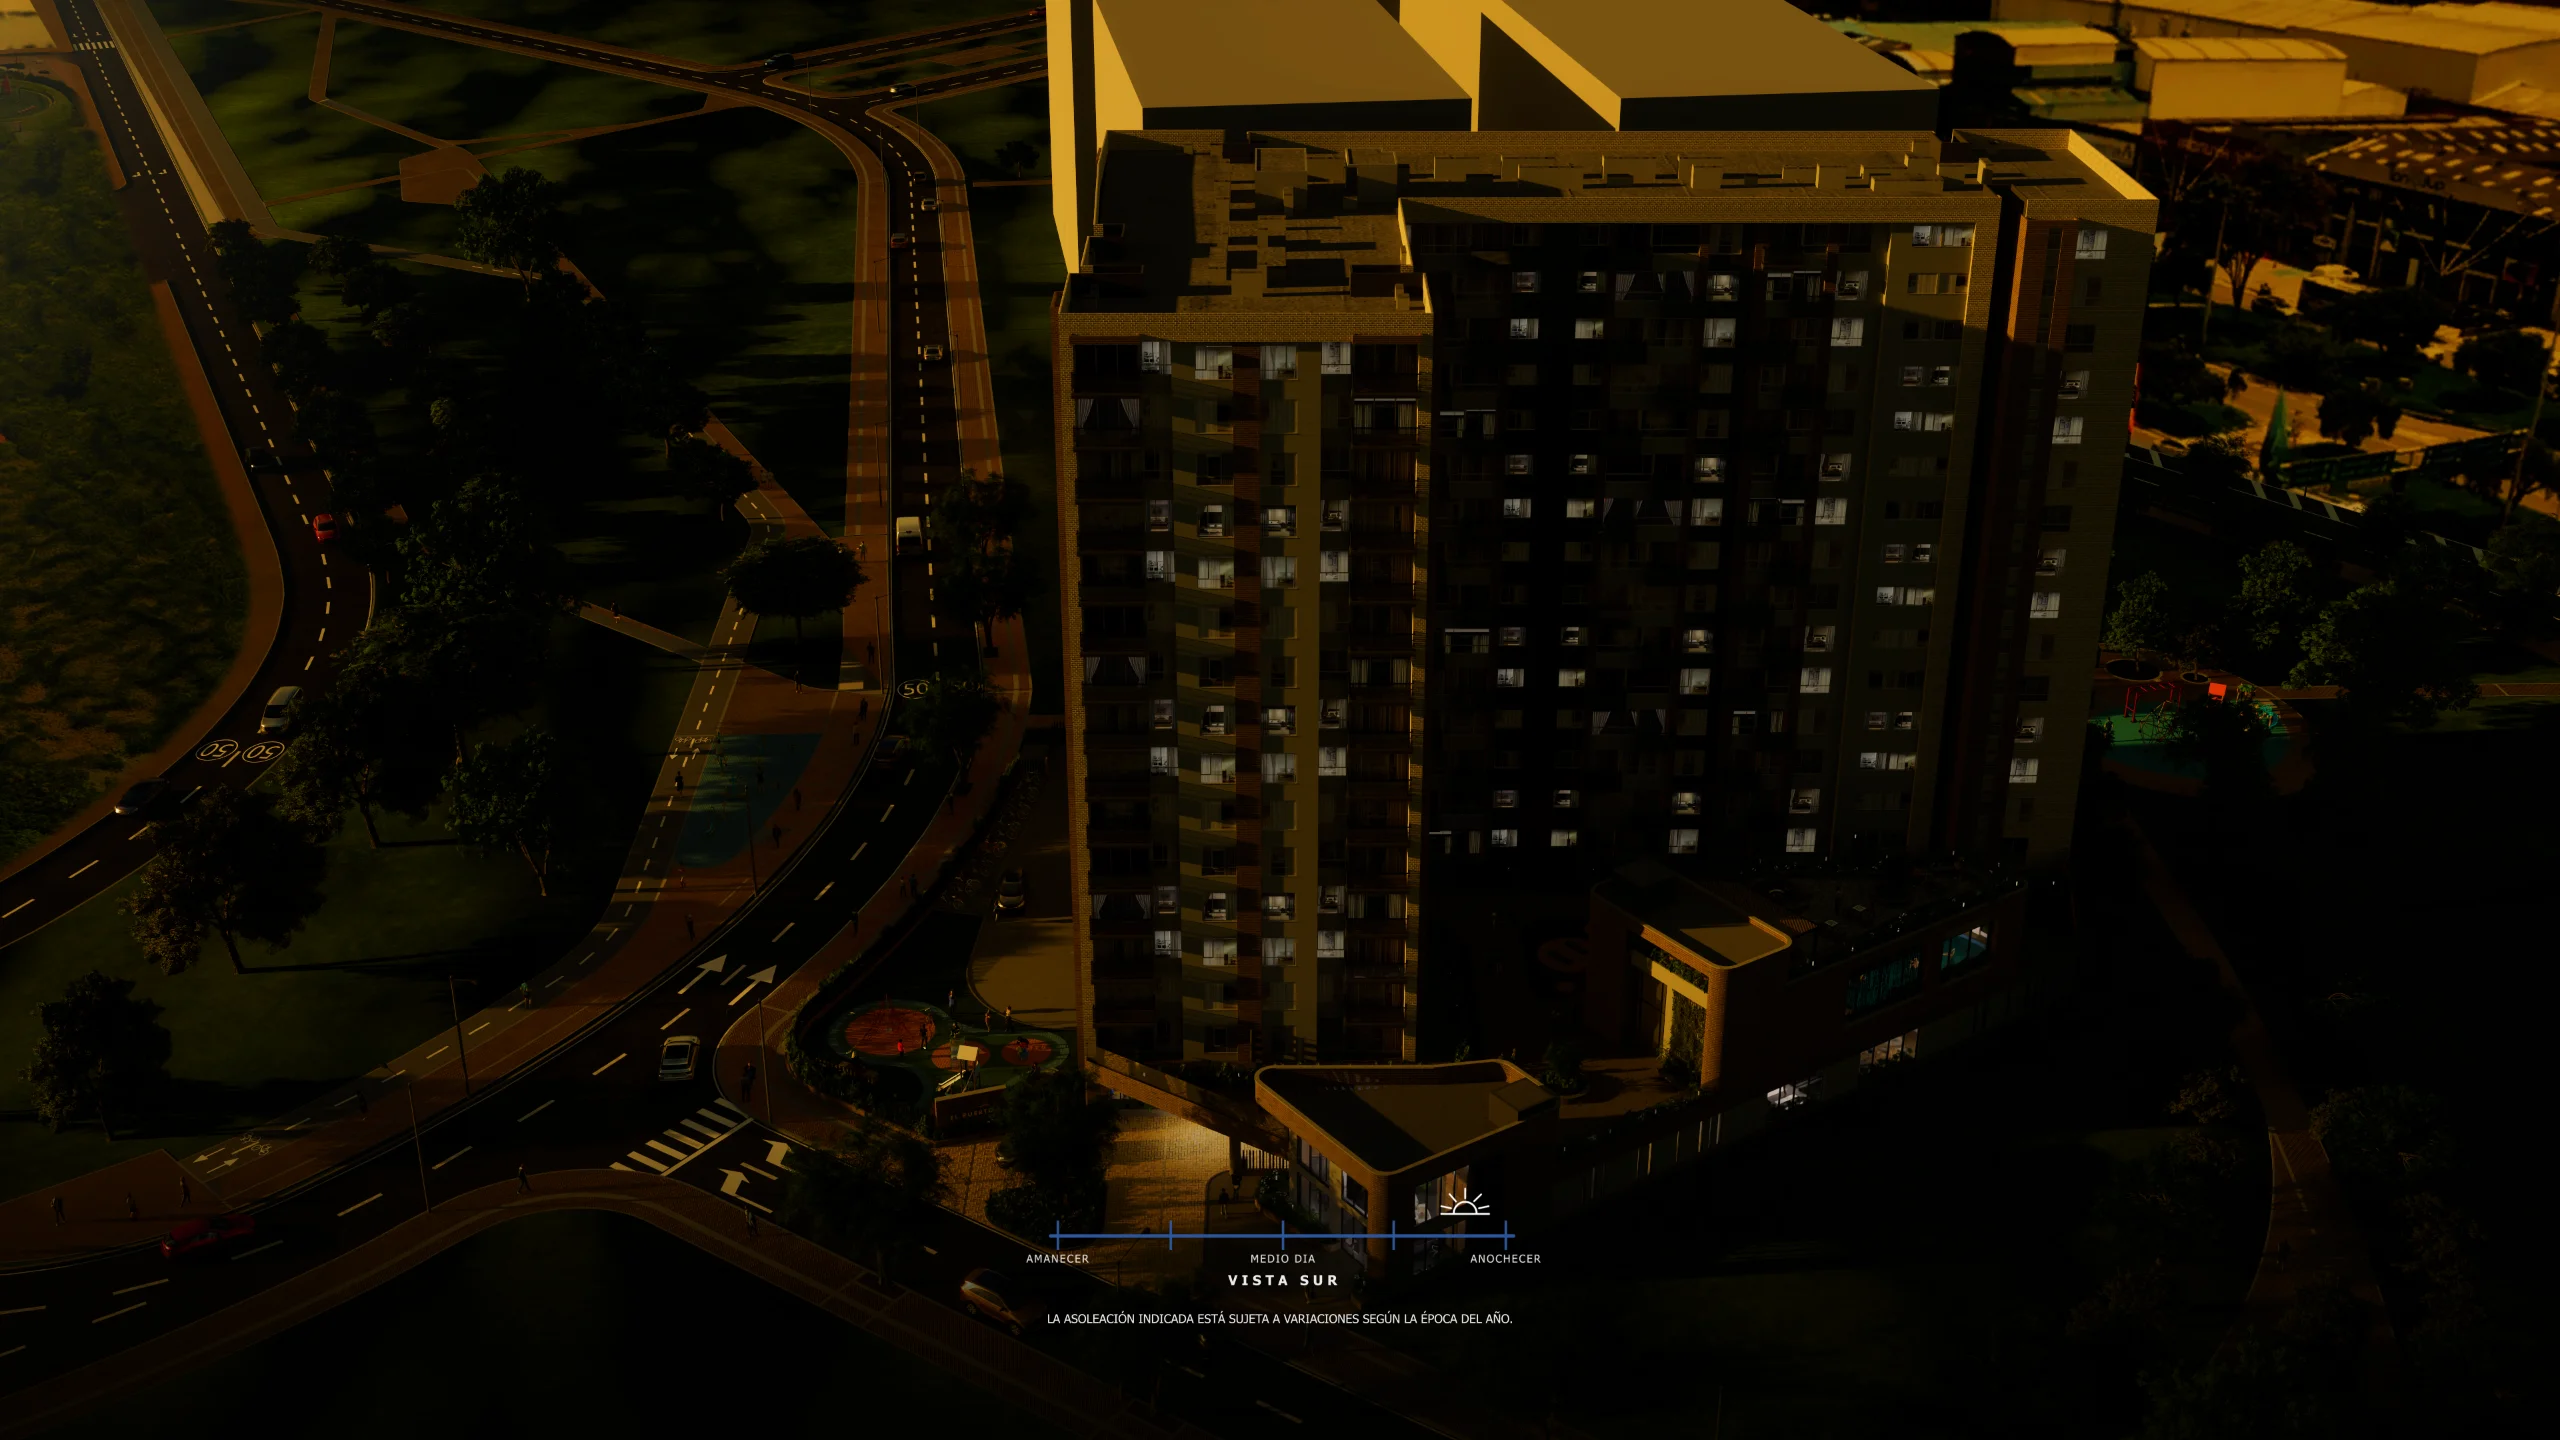 50
50
50
AMANECER
MEDIO DIA
ANOCHECER
VISTA SUR
LA ASOLEACIÓN INDICADA ESTÁ SUJETA A VARIACIONES SEGÚN LA ÉPOCA DEL AÑO.